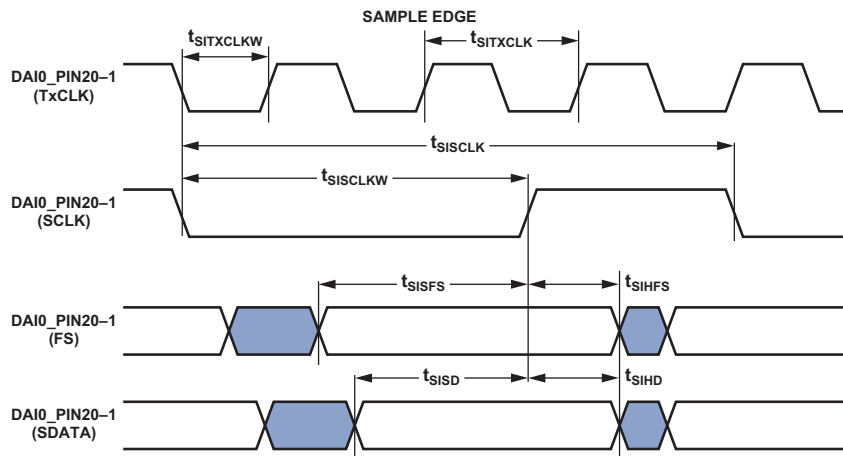 SAMPLE EDGE
tSITXCLKW
tSITXCLK
DAI0_PIN20–1
(TxCLK)
tSISCLK
tSISCLKW
DAI0_PIN20–1
(SCLK)
tSISFS
tSIHFS
DAI0_PIN20–1
(FS)
tSISD
tSIHD
DAI0_PIN20–1
(SDATA)